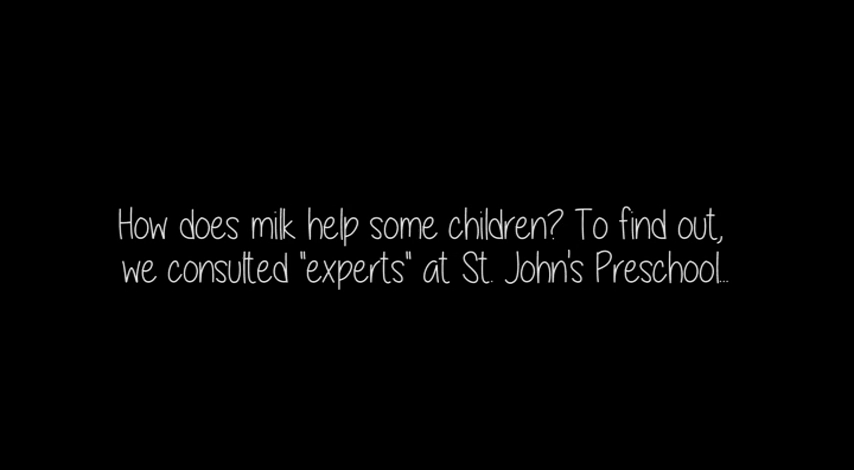 How does milk help some children? To find out,
we consulted "experts" at St. John's Preschool...